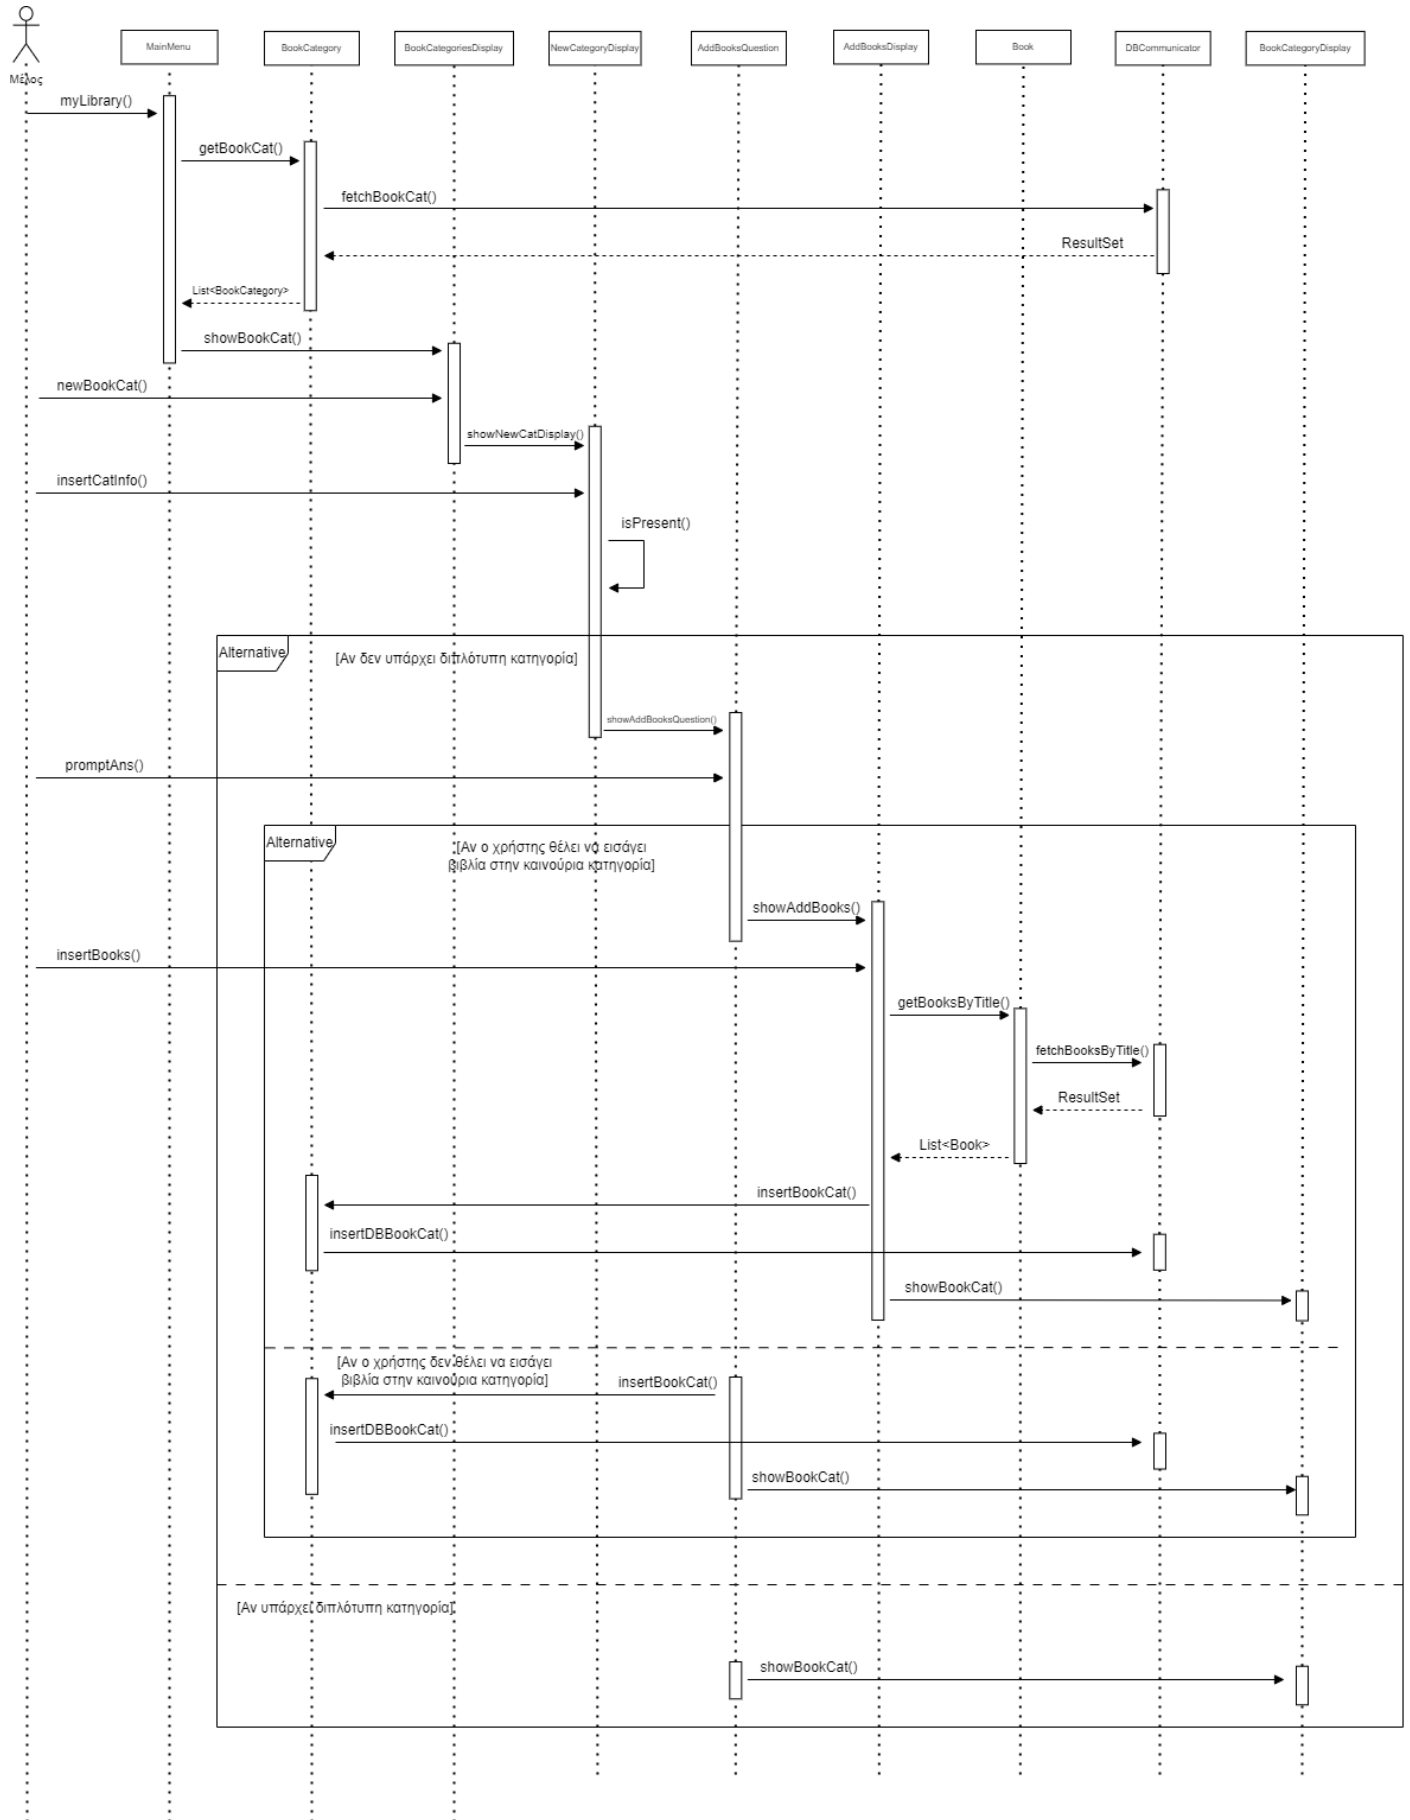 Μέλος
MainMenu
BookCategory
BookCategoriesDisplay
NewCategoryDisplay
AddBooksQuestion
AddBooksDisplay
Book
DBCommunicator
BookCategoryDisplay
myLibrary()
getBookCat()
fetchBookCat()
ResultSet
List<BookCategory>
showBookCat()
newBookCat()
showNewCatDisplay()
insertCatInfo()
isPresent()
Alternative
[Αν δεν υπάρχει διπλότυπη κατηγορία]
showAddBooksQuestion()
promptAns()
Alternative
[Αν ο χρήστης θέλει να εισάγει
βιβλία στην καινούρια κατηγορία]
showAddBooks()
insertBooks()
getBooksByTitle()
fetchBooksByTitle()
ResultSet
List<Book>
insertBookCat()
insertDBBookCat()
showBookCat()
[Αν ο χρήστης δεν θέλει να εισάγει
βιβλία στην καινούρια κατηγορία]
insertBookCat()
insertDBBookCat()
showBookCat()
[Αν υπάρχει διπλότυπη κατηγορία]
showBookCat()